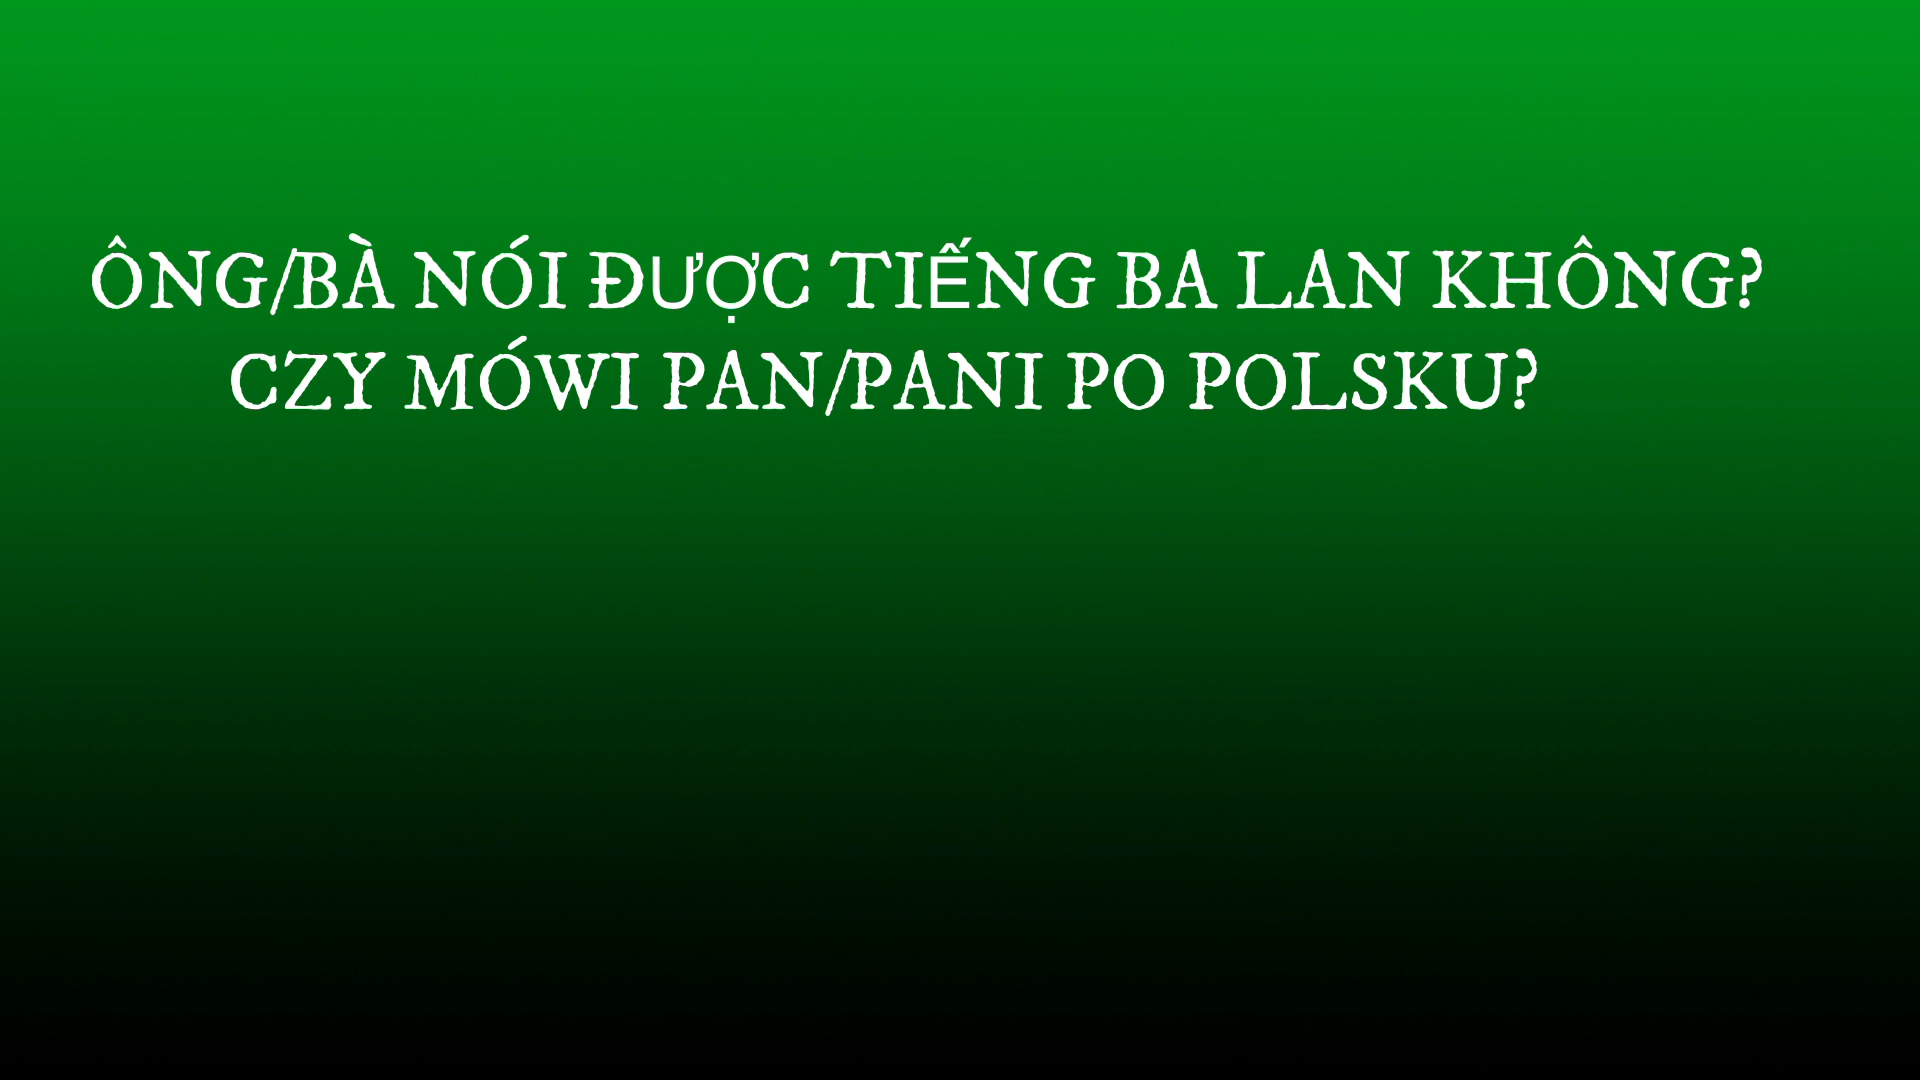 ÔNG/BÀ NÓI ĐƯỢC TIẾNG BA LAN KHÔNG?
CZY MÓWI PAN/PANI PO POLSKU?